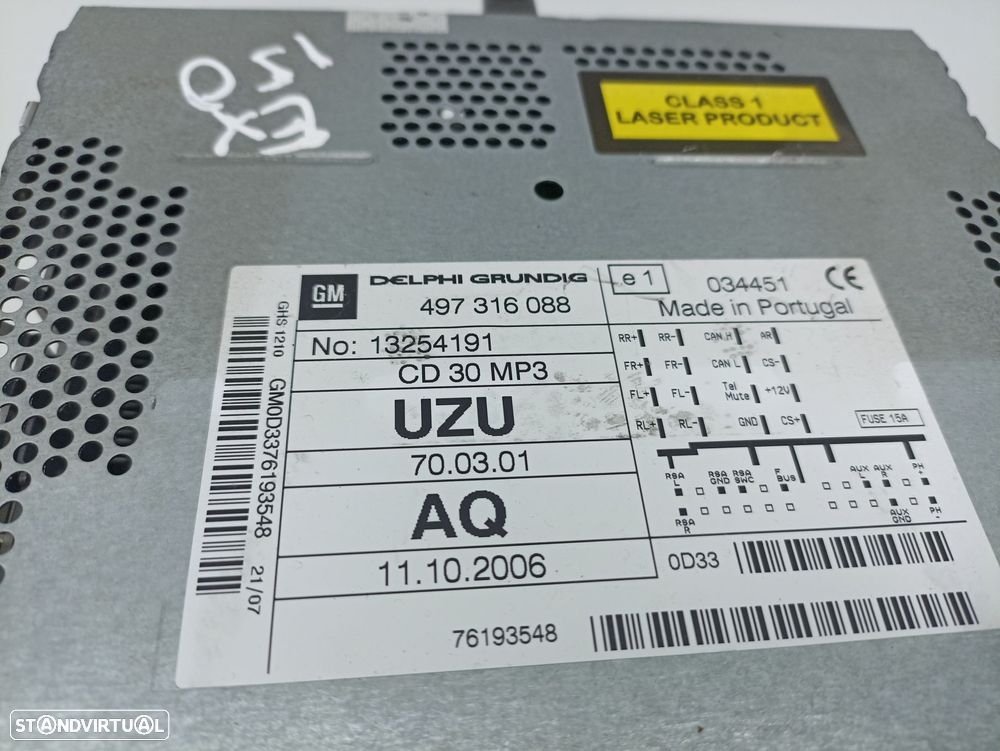 CLASS 1
LASER PRODUCT
GM
DELPHI GRUNDIG
497 316 088
e1
034451 CE
Made in Portugal
No: 13254191
CD 30 MP3
UZU
70.03.01
AQ
11.10.2006
GHS 1210
GM0D3376193548
21/07
RR+ RR- CAN H AR
FR+ FR- CAN L CS-
FL+ FL- Tel Mute +12V
RL+ RL- GND CS+
FUSE 15A
RSA L RSA GND RSA SWC F BUS AUX L AUX R PH +
RSA R AUX GND PH -
0D33
76193548
STANDVIRTUAL